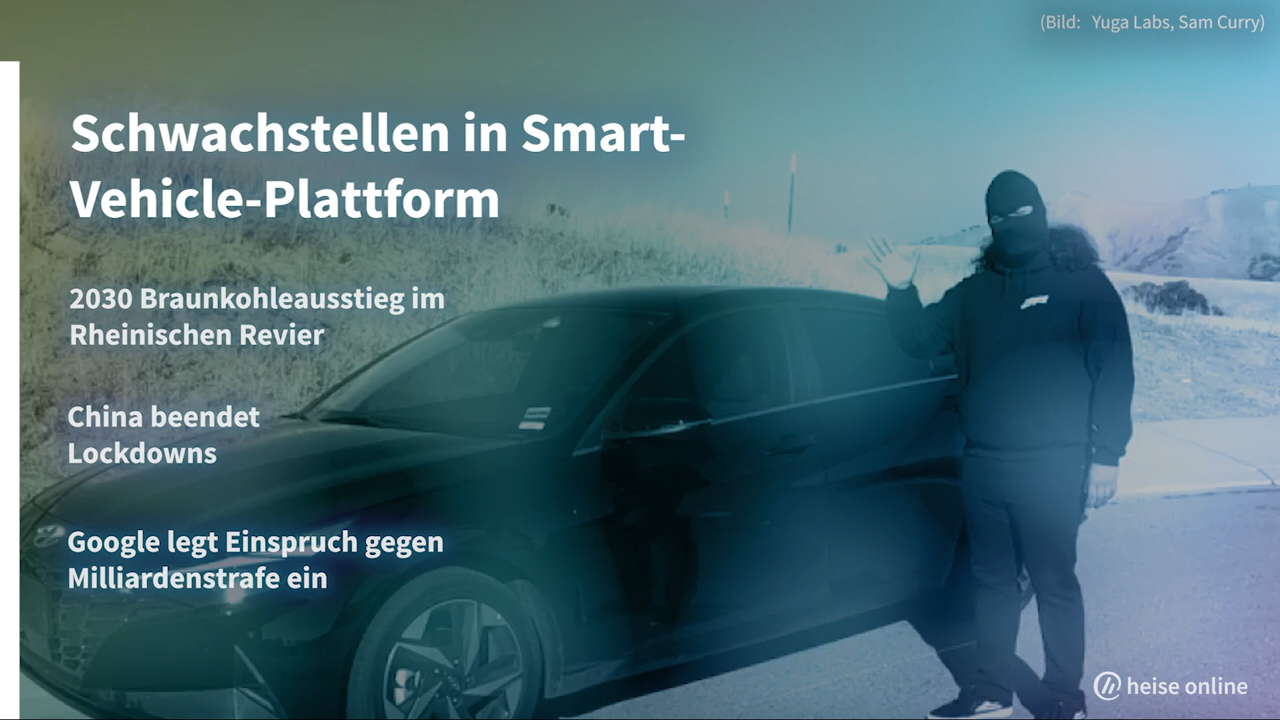 (Bild: Yuga Labs, Sam Curry)
Schwachstellen in Smart-
Vehicle-Plattform
2030 Braunkohleausstieg im
Rheinischen Revier
China beendet
Lockdowns
Google legt Einspruch gegen
Milliardenstrafe ein
heise online